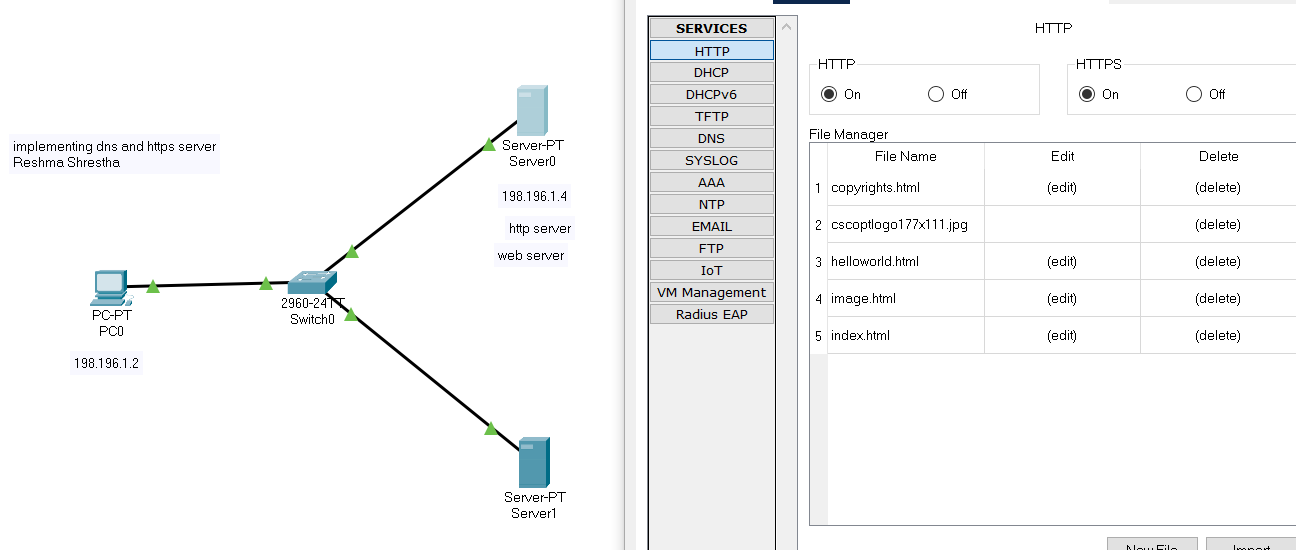 implementing dns and https server
Reshma Shrestha
Server-PT
Server0
198.196.1.4
http server
web server
PC-PT
PC0
198.196.1.2
2960-24TT
Switch0
Server-PT
Server1
SERVICES
HTTP
DHCP
DHCPv6
TFTP
DNS
SYSLOG
AAA
NTP
EMAIL
FTP
IoT
VM Management
Radius EAP
HTTP
HTTP
On Off
HTTPS
On Off
File Manager
File Name Edit Delete
1 copyrights.html (edit) (delete)
2 cscoptlogo177x111.jpg (delete)
3 helloworld.html (edit) (delete)
4 image.html (edit) (delete)
5 index.html (edit) (delete)
New File Import